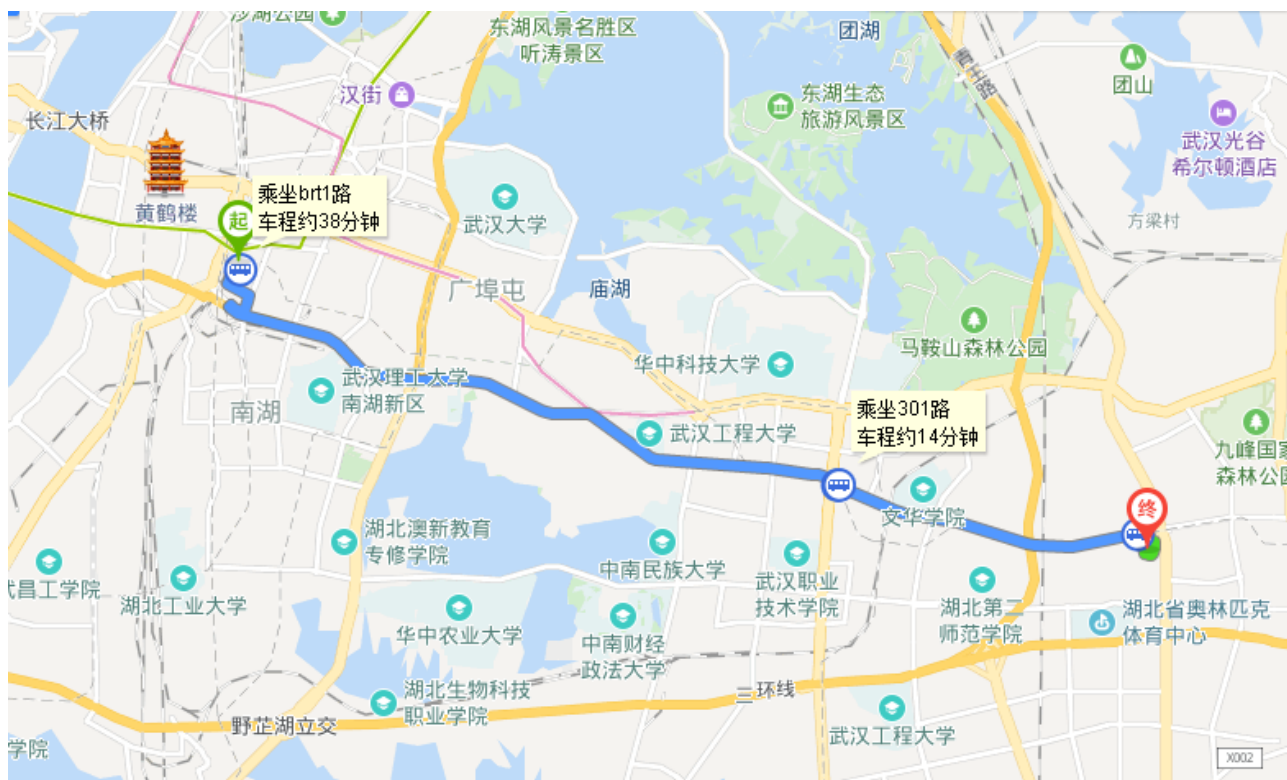 沙湖公园
东湖风景名胜区
听涛景区
团湖
青王路
团山
汉街
东湖生态
旅游风景区
长江大桥
武汉光谷
希尔顿酒店
黄鹤楼
起
乘坐brt1路
车程约38分钟
武汉大学
方梁村
广埠屯
庙湖
马鞍山森林公园
华中科技大学
武汉理工大学
南湖新区
南湖
乘坐301路
车程约14分钟
武汉工程大学
九峰国家
森林公园
文华学院
终
湖北澳新教育
专修学院
中南民族大学
武汉职业
技术学院
武昌工学院
湖北工业大学
华中农业大学
中南财经
政法大学
湖北第二
师范学院
湖北省奥林匹克
体育中心
湖北生物科技
职业学院
三环线
野芷湖立交
武汉工程大学
学院
X002